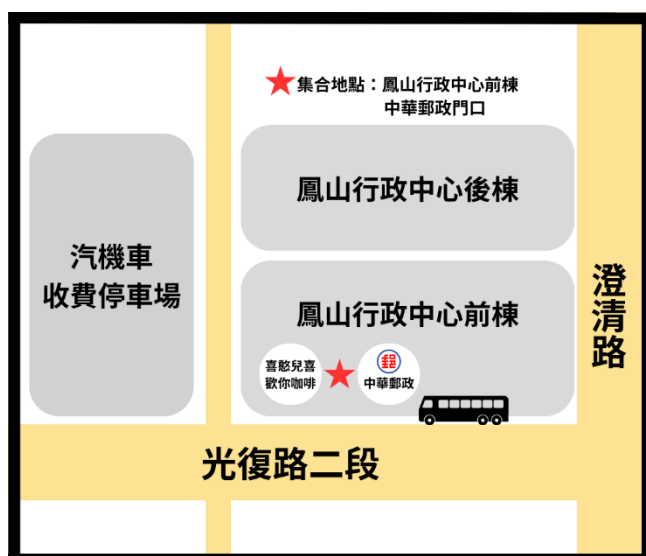 ★集合地點：鳳山行政中心前棟
中華郵政門口
鳳山行政中心後棟
汽機車
收費停車場
鳳山行政中心前棟
喜憨兒喜
歡你咖啡
郵
中華郵政
澄清路
光復路二段